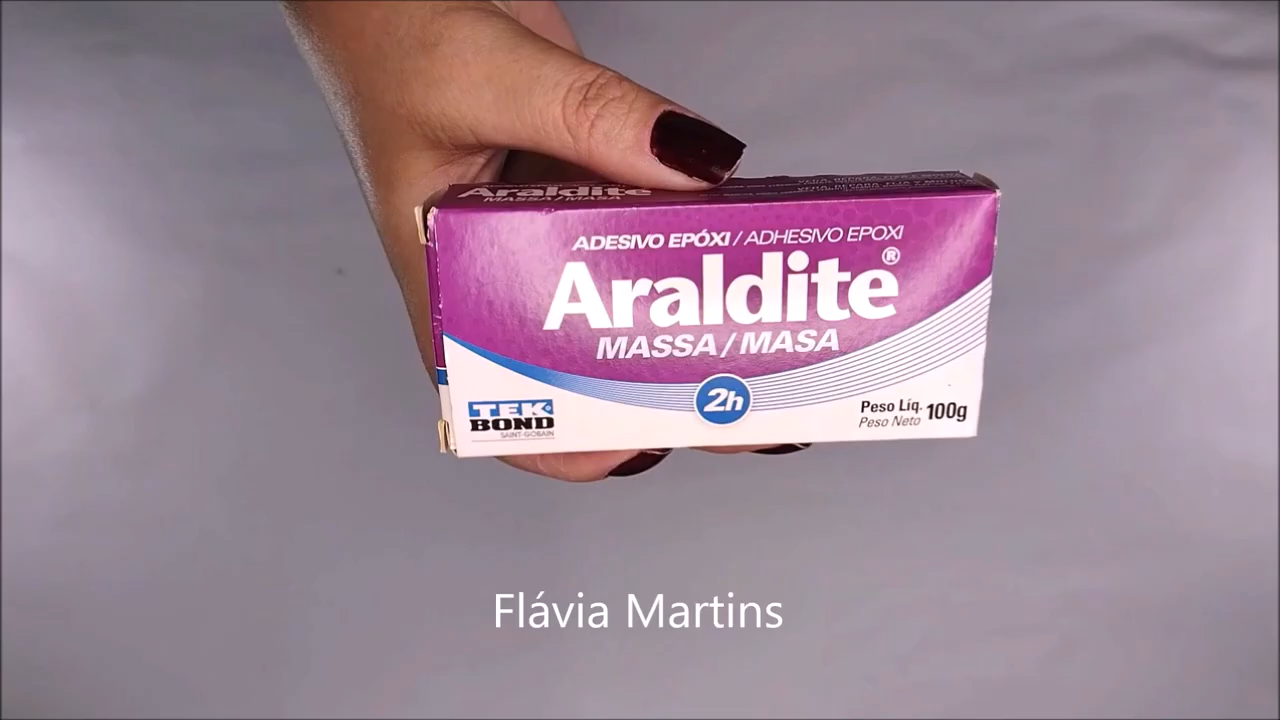 Araldite
MASSA / MASA
ADESIVO EPÓXI / ADHESIVO EPOXI
Araldite®
MASSA / MASA
2h
TEK
BOND
SAINT-GOBAIN
Peso Líq. 100g
Peso Neto
Flávia Martins